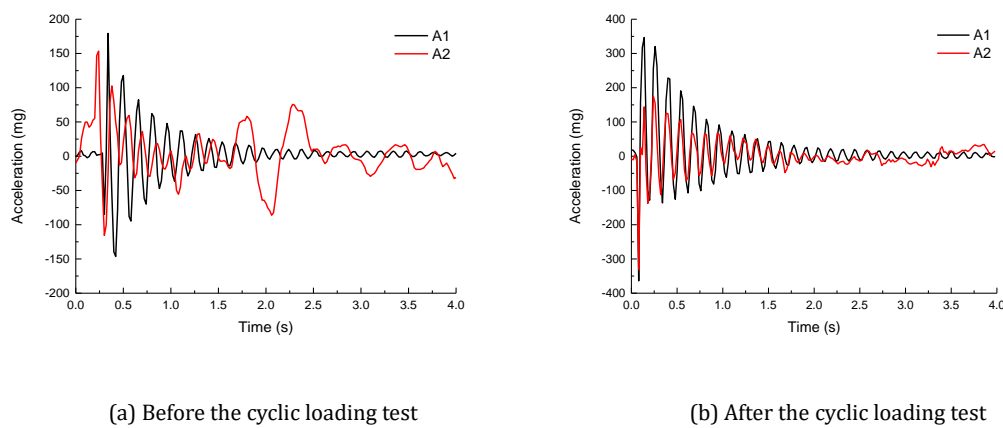 200
150
100
50
0
-50
-100
-150
-200
Acceleration (mg)
0.0 0.5 1.0 1.5 2.0 2.5 3.0 3.5 4.0
Time (s)
A1
A2
(a) Before the cyclic loading test
400
300
200
100
0
-100
-200
-300
-400
Acceleration (mg)
0.0 0.5 1.0 1.5 2.0 2.5 3.0 3.5 4.0
Time (s)
A1
A2
(b) After the cyclic loading test